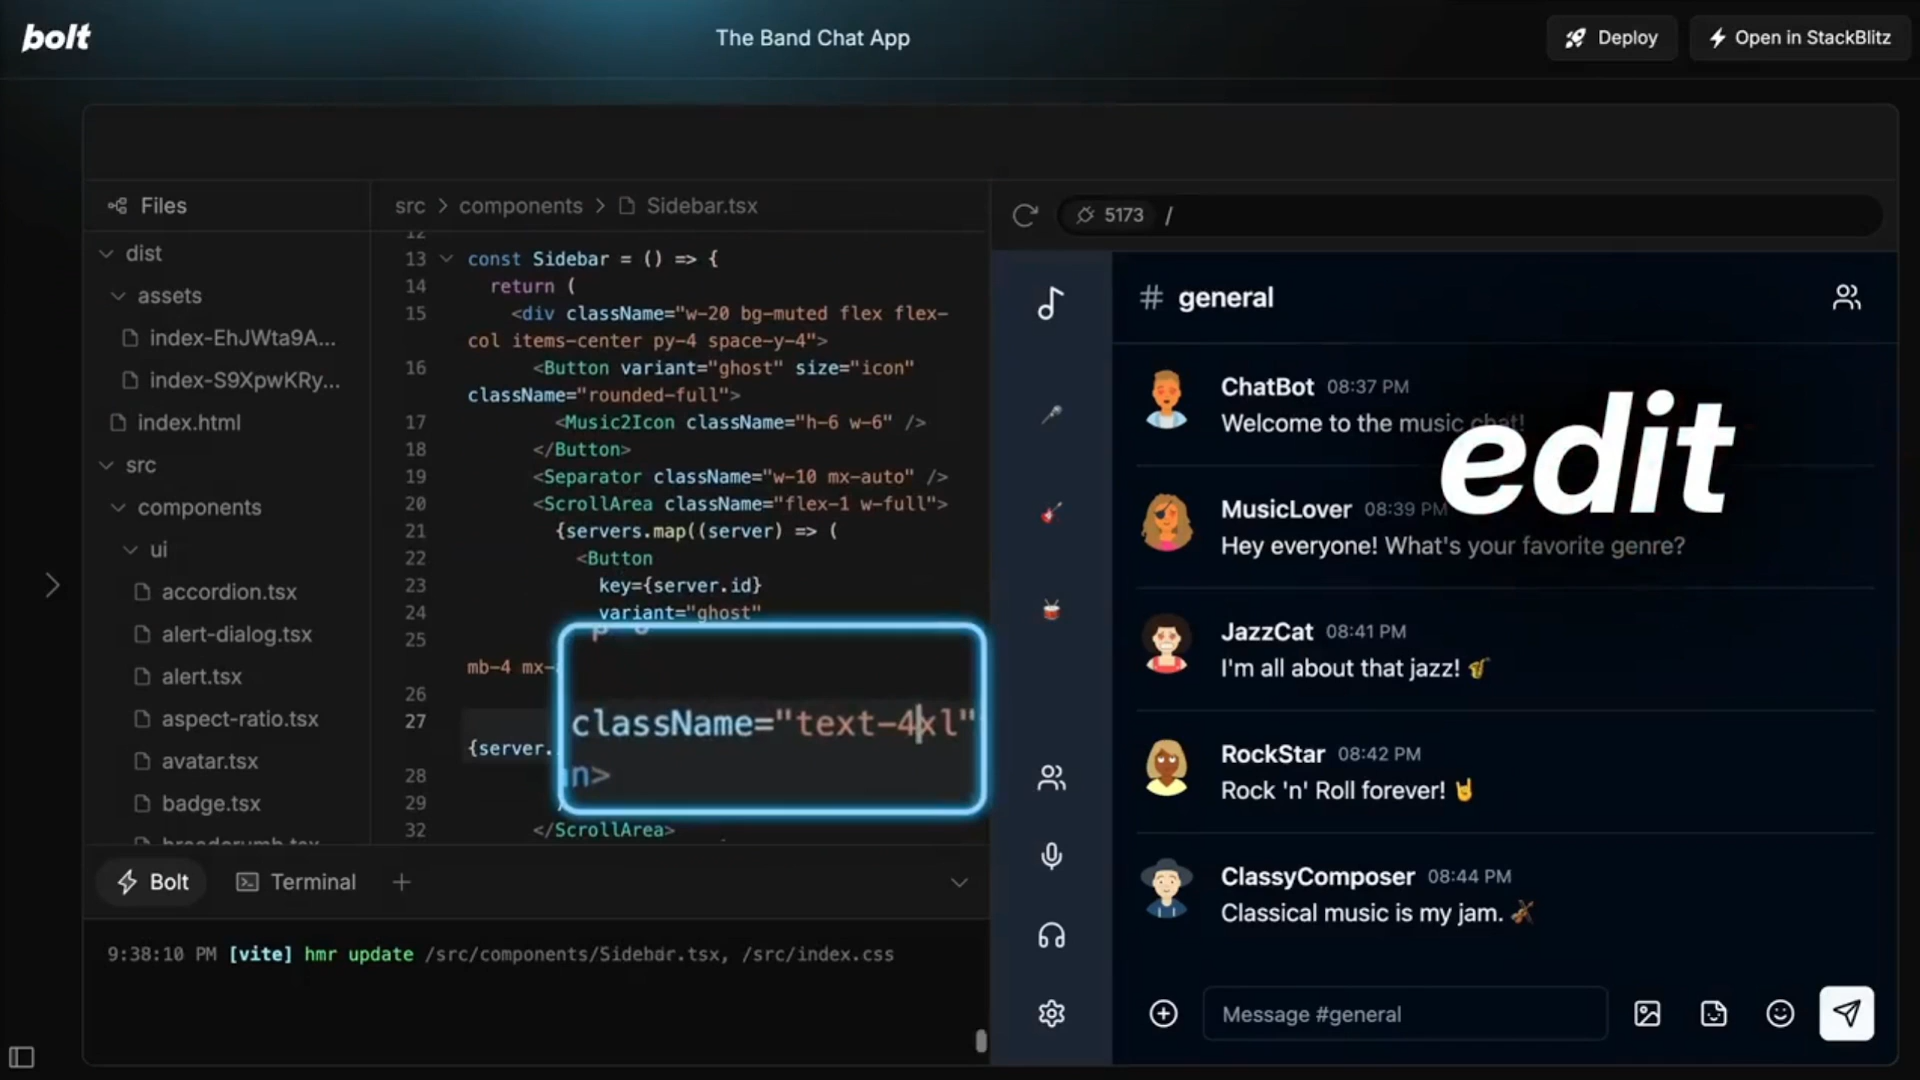 bolt
The Band Chat App
Deploy
Open in StackBlitz
Files
dist
assets
index-EhJWta9A...
index-S9XpwKRy...
index.html
src
components
ui
accordion.tsx
alert-dialog.tsx
alert.tsx
aspect-ratio.tsx
avatar.tsx
badge.tsx
breadcrumb.tsx
src > components > Sidebar.tsx
12
13 const Sidebar = () => {
14 return (
15 <div className="w-20 bg-muted flex flex-
col items-center py-4 space-y-4">
16 <Button variant="ghost" size="icon"
className="rounded-full">
17 <Music2Icon className="h-6 w-6" />
18 </Button>
19 <Separator className="w-10 mx-auto" />
20 <ScrollArea className="flex-1 w-full">
21 {servers.map((server) => (
22 <Button
23 key={server.id}
24 variant="ghost"
25
mb-4 mx-
26
27 className="text-4xl"
{server.
n>
28
29 )
32 </ScrollArea>
Bolt
Terminal
9:38:10 PM [vite] hmr update /src/components/Sidebar.tsx, /src/index.css
5173 /
# general
ChatBot 08:37 PM
Welcome to the music chat!
edit
MusicLover 08:39 PM
Hey everyone! What's your favorite genre?
JazzCat 08:41 PM
I'm all about that jazz! 🎷
RockStar 08:42 PM
Rock 'n' Roll forever! 🤘
ClassyComposer 08:44 PM
Classical music is my jam. 🎻
Message #general